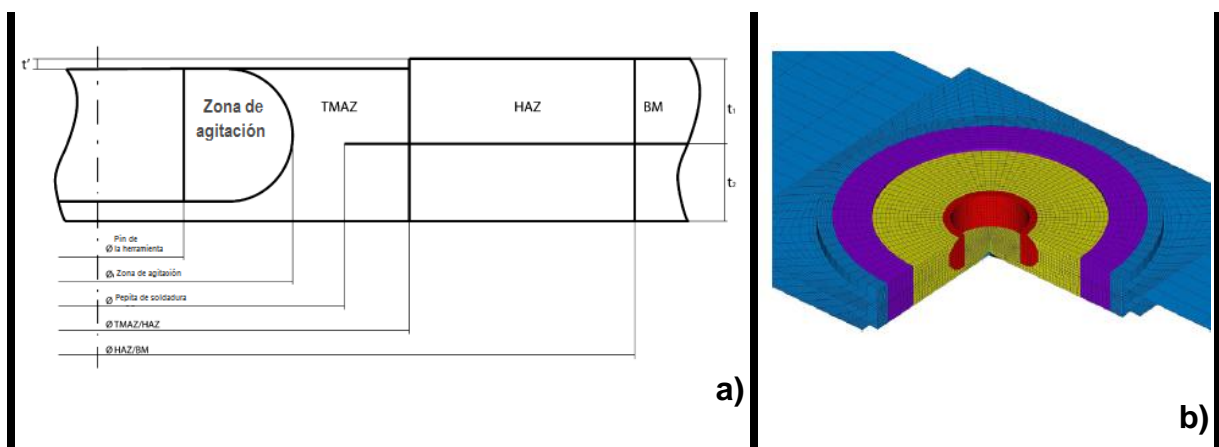 t'
Zona de
agitación
TMAZ
HAZ
BM
t₁
t₂
Pin de
Ø la herramienta
Ø Zona de agitación
Ø Pepita de soldadura
Ø TMAZ/HAZ
Ø HAZ/BM
a)
b)